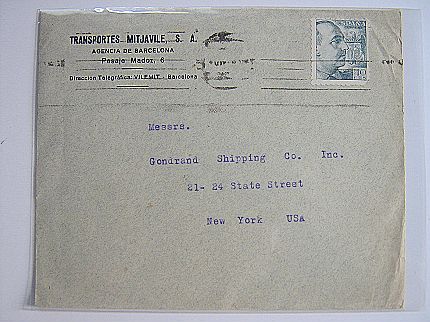 TRANSPORTES MITJAVILE, S. A.
AGENCIA DE BARCELONA
Pasaje Madoz, 6
Dirección Telegráfica: VILEMIT - Barcelona
ESPAÑA
Messrs.
Gondrand Shipping Co. Inc.
21- 24 State Street
New York USA